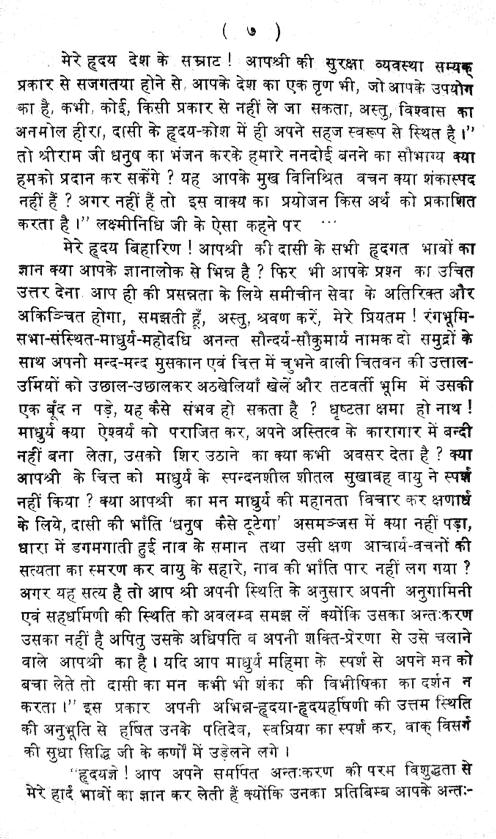 ( ७ )
मेरे हृदय देश के सम्राट ! आपश्री की सुरक्षा व्यवस्था सम्यक्
प्रकार से सजगतया होने से, आपके देश का एक तृण भी, जो आपके उपयोग
का है, कभी, कोई, किसी प्रकार से नहीं ले जा सकता, अस्तु, विश्वास का
अनमोल हीरा, दासी के हृदय-कोश में ही अपने सहज स्वरूप से स्थित है ।"
तो श्रीराम जी धनुष का भंजन करके हमारे ननदोई बनने का सौभाग्य क्या
हमको प्रदान कर सकेंगे ? यह आपके मुख विनिश्रित वचन क्या शंकास्पद
नहीं हैं ? अगर नहीं हैं तो इस वाक्य का प्रयोजन किस अर्थ को प्रकाशित
करता है ।" लक्ष्मीनिधि जी के ऐसा कहने पर ···
मेरे हृदय बिहारिण ! आपश्री की दासी के सभी हृदगत भावों का
ज्ञान क्या आपके ज्ञानालोक से भिन्न है ? फिर भी आपके प्रश्न का उचित
उत्तर देना आप ही की प्रसन्नता के लिये समीचीन सेवा के अतिरिक्त और
अकिञ्चित होगा, समझती हूँ, अस्तु, श्रवण करें, मेरे प्रियतम ! रंगभूमि-
सभा-संस्थित-माधुर्य-महोदधि अनन्त सौन्दर्य-सौकुमार्य नामक दो समुद्रों के
साथ अपनी मन्द-मन्द मुसकान एवं चित्त में चुभने वाली चितवन की उत्ताल-
उर्मियों को उछाल-उछालकर अठखेलियाँ खेलें और तटवर्ती भूमि में उसकी
एक बूँद न पड़े, यह कैसे संभव हो सकता है ? धृष्टता क्षमा हो नाथ !
माधुर्य क्या ऐश्वर्य को पराजित कर, अपने अस्तित्व के कारागार में बन्दी
नहीं बना लेता, उसको शिर उठाने का क्या कभी अवसर देता है ? क्या
आपश्री के चित्त को माधुर्य के स्पन्दनशील शीतल सुखावह वायु ने स्पर्श
नहीं किया ? क्या आपश्री का मन माधुर्य की महानता विचार कर क्षणार्ध
के लिये, दासी की भाँति 'धनुष कैसे टूटेगा' असमञ्जस में क्या नहीं पड़ा,
धारा में डगमगाती हुई नाव के समान तथा उसी क्षण आचार्य-वचनों की
सत्यता का स्मरण कर वायु के सहारे, नाव की भाँति पार नहीं लग गया ?
अगर यह सत्य है तो आप श्री अपनी स्थिति के अनुसार अपनी अनुगामिनी
एवं सहधर्मिणी की स्थिति को अवलम्ब समझ लें क्योंकि उसका अन्तःकरण
उसका नहीं है अपितु उसके अधिपति व अपनी शक्ति-प्रेरणा से उसे चलाने
वाले आपश्री का है । यदि आप माधुर्य महिमा के स्पर्श से अपने मन को
बचा लेते तो दासी का मन कभी भी शंका की विभीषिका का दर्शन न
करता ।" इस प्रकार अपनी अभिन्न-हृदया-हृदयहर्षिणी की उत्तम स्थिति
की अनुभूति से हर्षित उनके पतिदेव, स्वप्रिया का स्पर्श कर, वाक् विसर्ग
की सुधा सिद्धि जी के कर्णों में उड़ेलने लगे ।
"हृदयज्ञे ! आप अपने समर्पित अन्तःकरण की परम विशुद्धता से
मेरे हार्द भावों का ज्ञान कर लेती हैं क्योंकि उनका प्रतिबिम्ब आपके अन्तः-